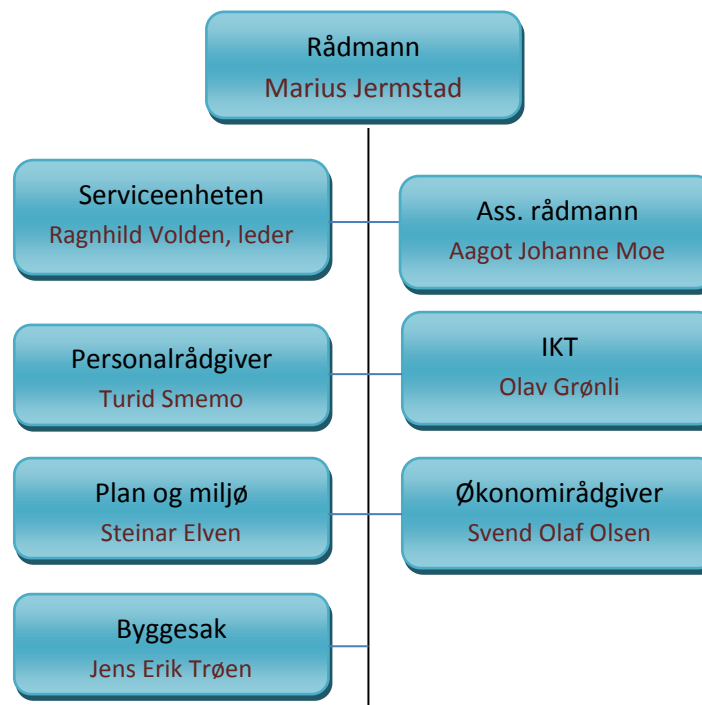 Rådmann
Marius Jermstad
Serviceenheten
Ragnhild Volden, leder
Ass. rådmann
Aagot Johanne Moe
Personalrådgiver
Turid Smemo
IKT
Olav Grønli
Plan og miljø
Steinar Elven
Økonomirådgiver
Svend Olaf Olsen
Byggesak
Jens Erik Trøen